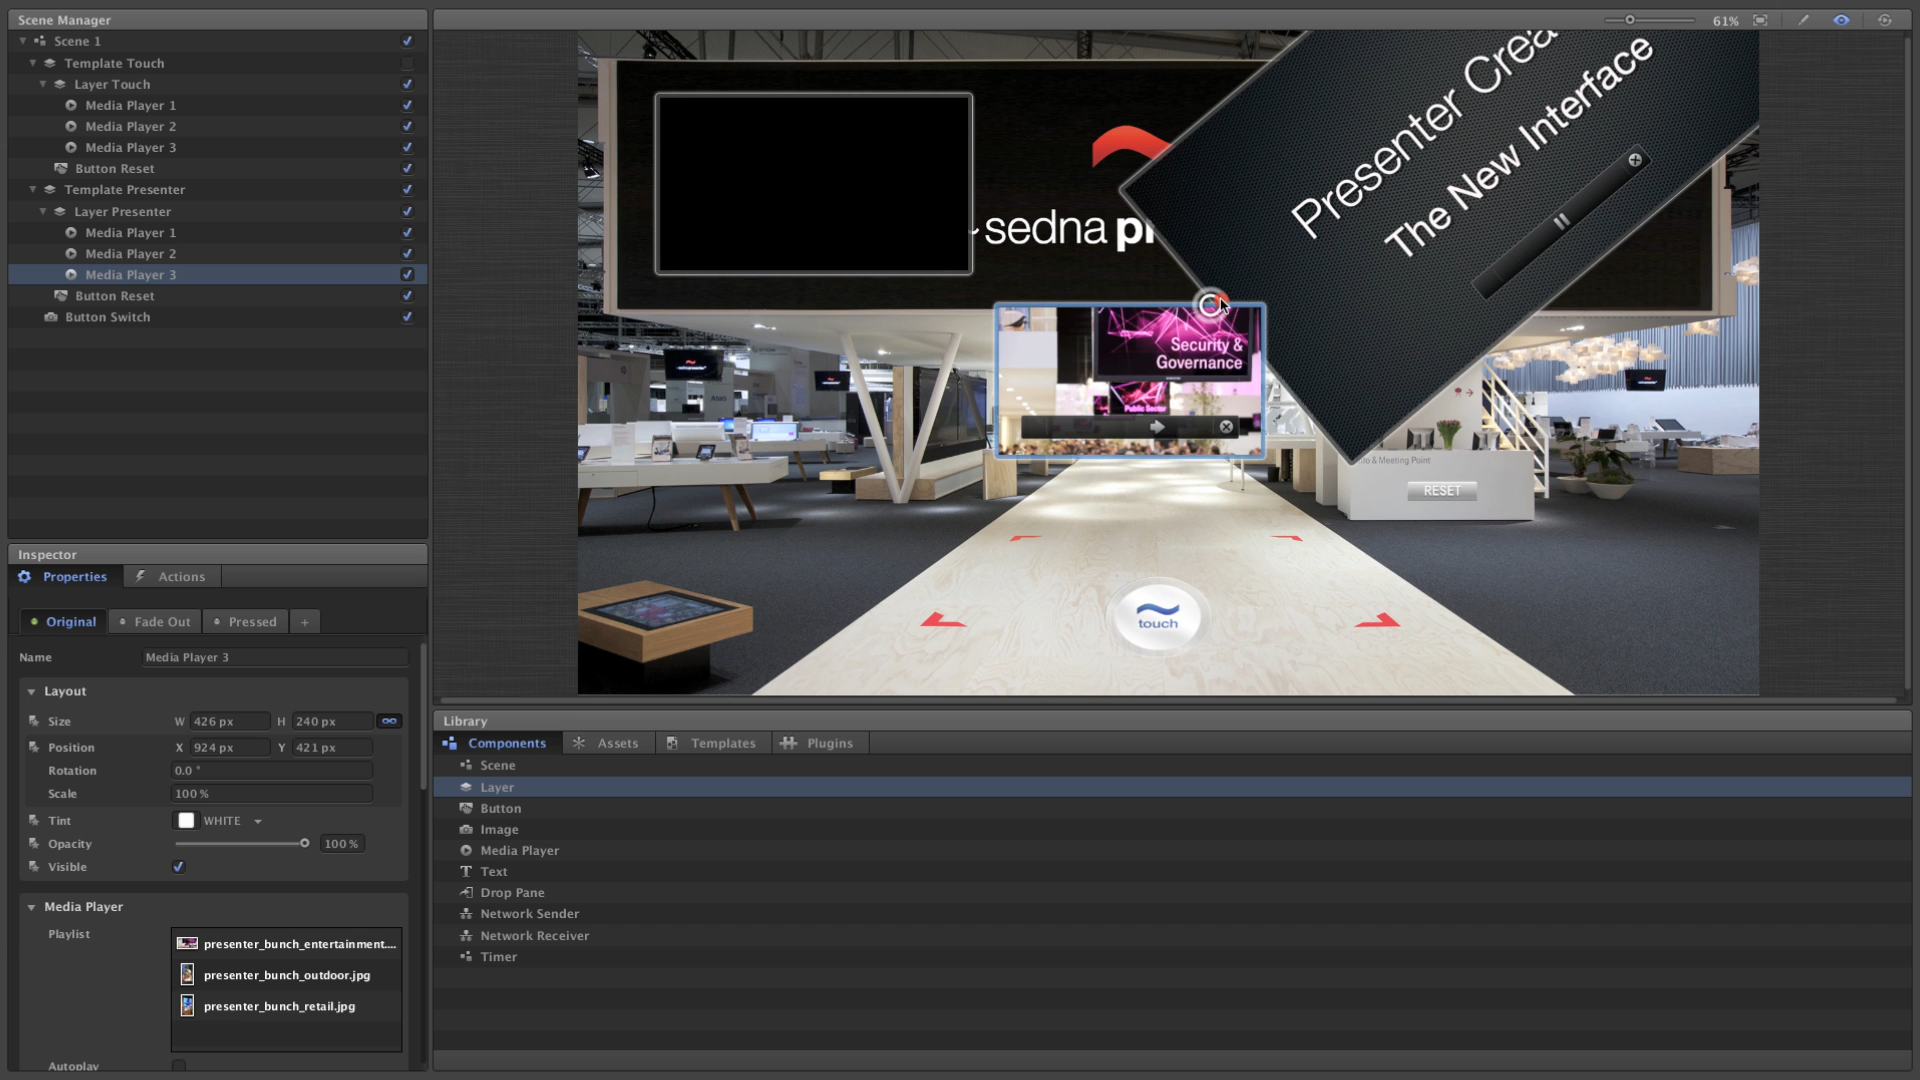 Scene Manager
61%
Scene 1
Template Touch
Layer Touch
Media Player 1
Media Player 2
Media Player 3
Button Reset
Template Presenter
Layer Presenter
Media Player 1
Media Player 2
Media Player 3
Button Reset
Button Switch
Presenter Crea
The New Interface
sedna pr
Security &
Governance
Public Sector
& Meeting Point
RESET
touch
Inspector
Properties
Actions
Original
Fade Out
Pressed
+
Name
Media Player 3
Layout
Size
W 426 px
H 240 px
Position
X 924 px
Y 421 px
Rotation
0.0 °
Scale
100 %
Tint
WHITE
Opacity
100 %
Visible
Media Player
Playlist
presenter_bunch_entertainment....
presenter_bunch_outdoor.jpg
presenter_bunch_retail.jpg
Autoplay
Library
Components
Assets
Templates
Plugins
Scene
Layer
Button
Image
Media Player
Text
Drop Pane
Network Sender
Network Receiver
Timer